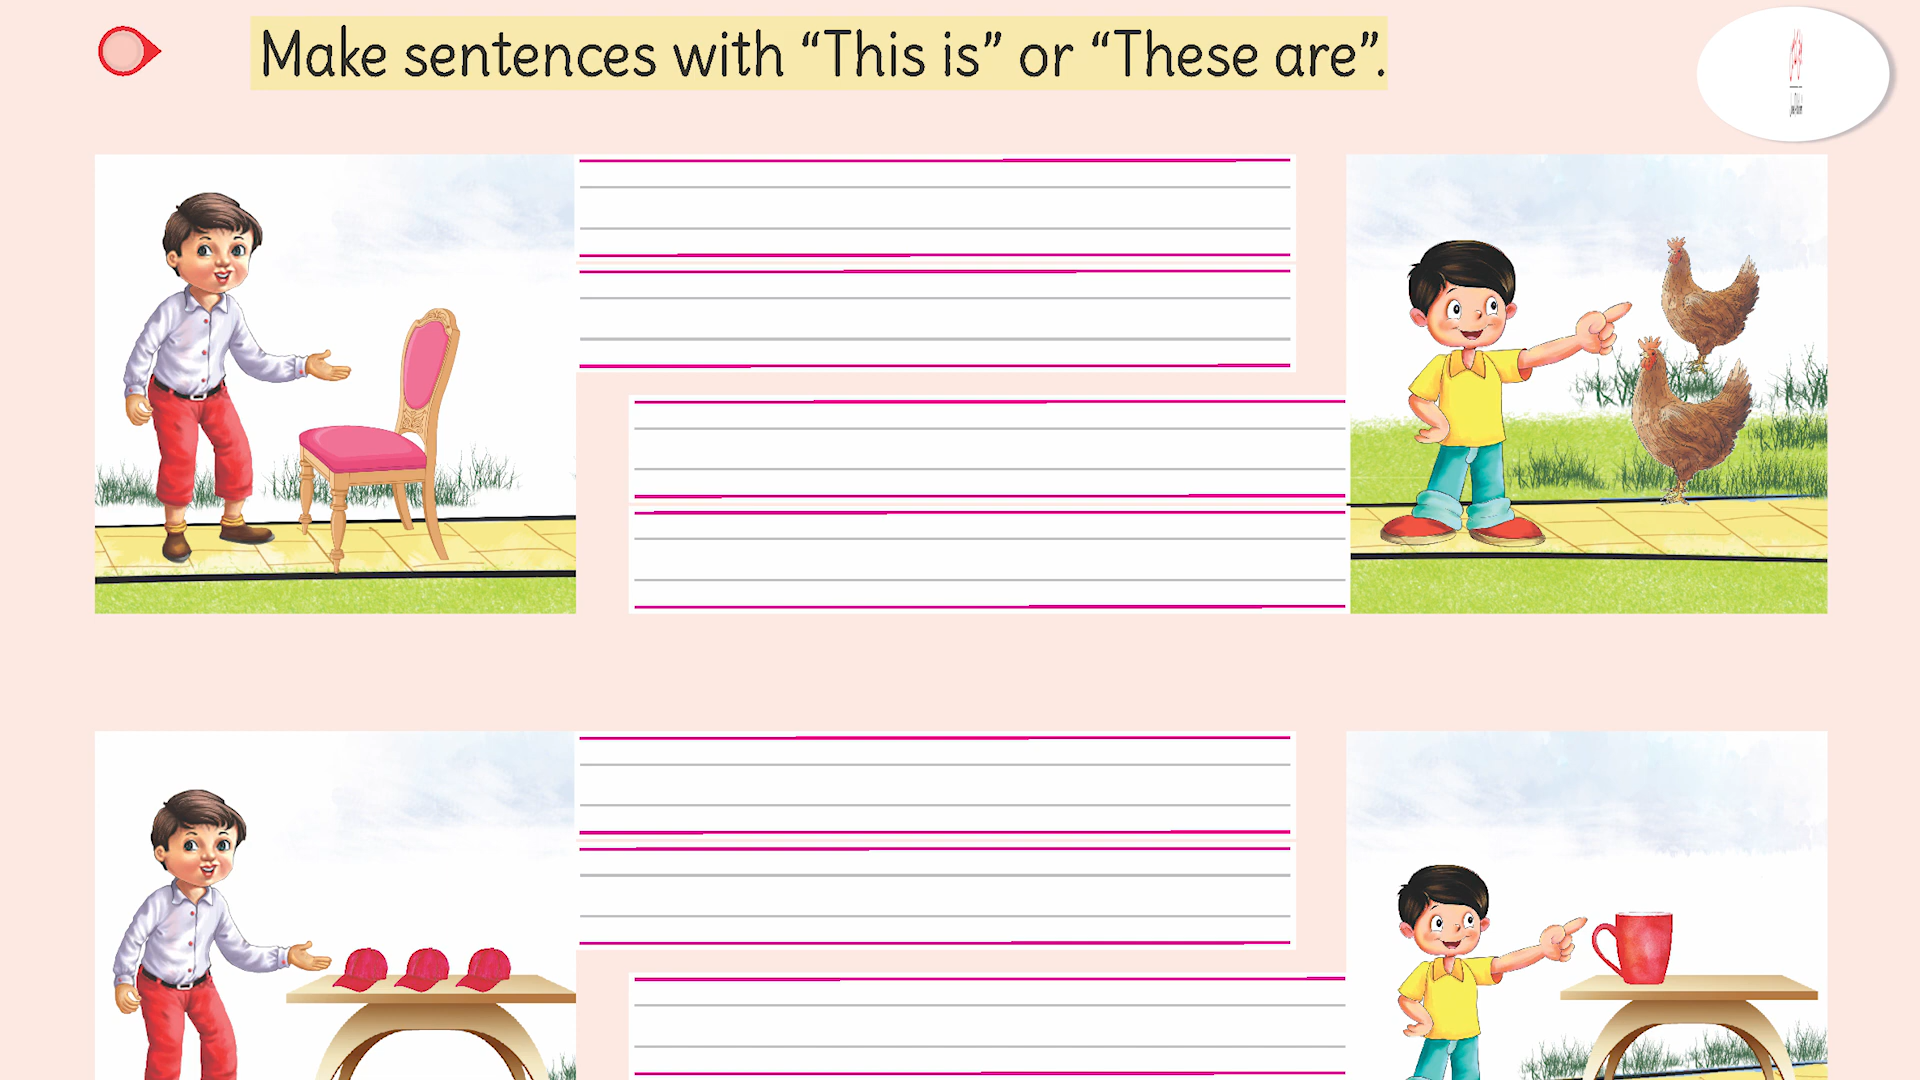 Make sentences with “This is” or “These are”.